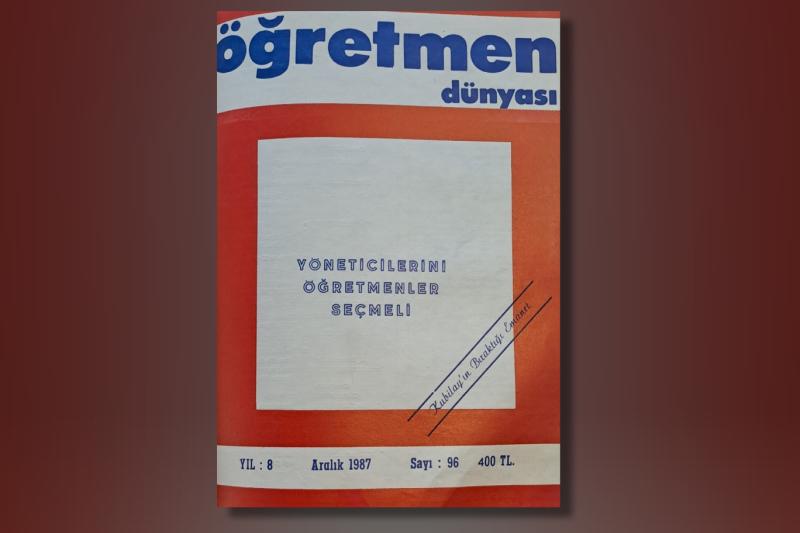 öğretmen
dünyası
YÖNETİCİLERİNİ
ÖĞRETMENLER
SEÇMELİ
Kubilay'ın Bıraktığı Emanet
YIL : 8 Aralık 1987 Sayı : 96 400 TL.